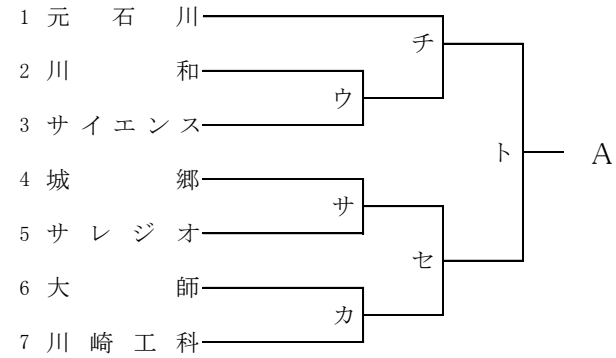 1 元石川
チ
2 川和
ウ
3 サイエンス
ト A
4 城郷
サ
5 サレジオ
セ
6 大師
カ
7 川崎工科